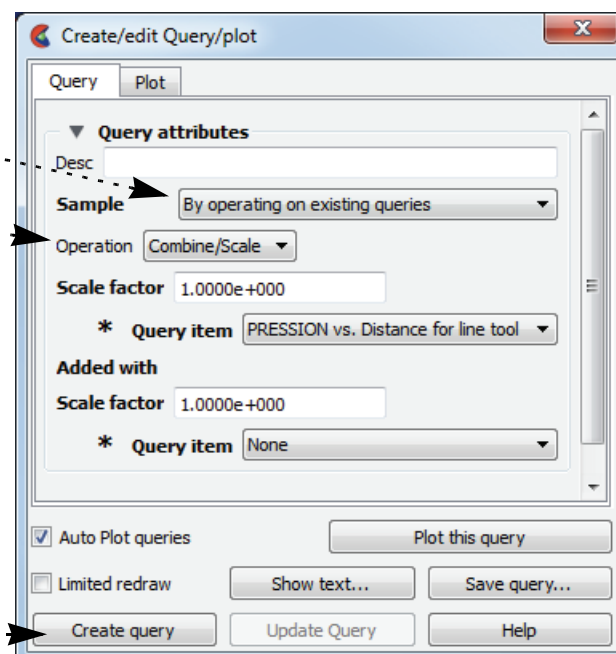 Create/edit Query/plot
Query Plot
Query attributes
Desc
Sample By operating on existing queries
Operation Combine/Scale
Scale factor 1.0000e+000
* Query item PRESSION vs. Distance for line tool
Added with
Scale factor 1.0000e+000
* Query item None
Auto Plot queries Plot this query
Limited redraw Show text... Save query...
Create query Update Query Help